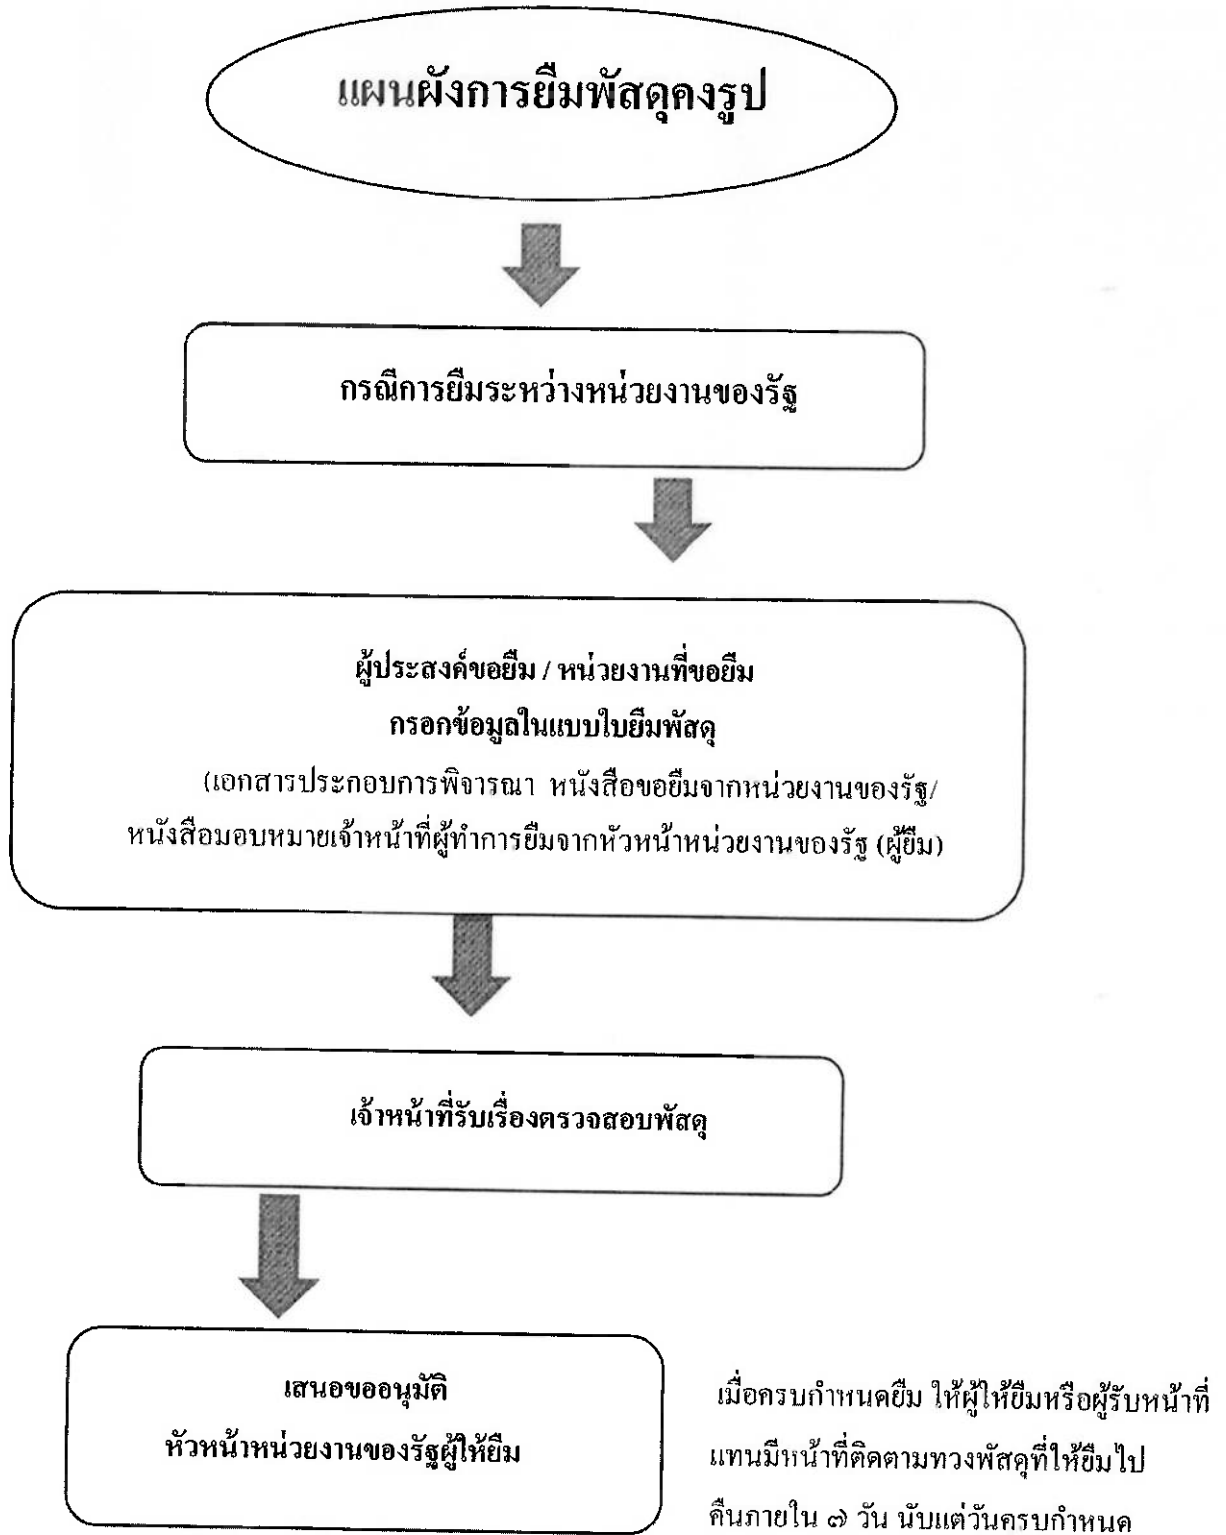 แผนผังการยืมพัสดุคงรูป
กรณีการยืมระหว่างหน่วยงานของรัฐ
ผู้ประสงค์ขอยืม / หน่วยงานที่ขอยืม
กรอกข้อมูลในแบบใบยืมพัสดุ
(เอกสารประกอบการพิจารณา หนังสือขอยืมจากหน่วยงานของรัฐ/
หนังสือมอบหมายเจ้าหน้าที่ผู้ทำการยืมจากหัวหน้าหน่วยงานของรัฐ (ผู้ยืม)
เจ้าหน้าที่รับเรื่องตรวจสอบพัสดุ
เสนอขออนุมัติ
หัวหน้าหน่วยงานของรัฐผู้ให้ยืม
เมื่อครบกำหนดยืม ให้ผู้ให้ยืมหรือผู้รับหน้าที่
แทนมีหน้าที่ติดตามทวงพัสดุที่ให้ยืมไป
คืนภายใน ๗ วัน นับแต่วันครบกำหนด